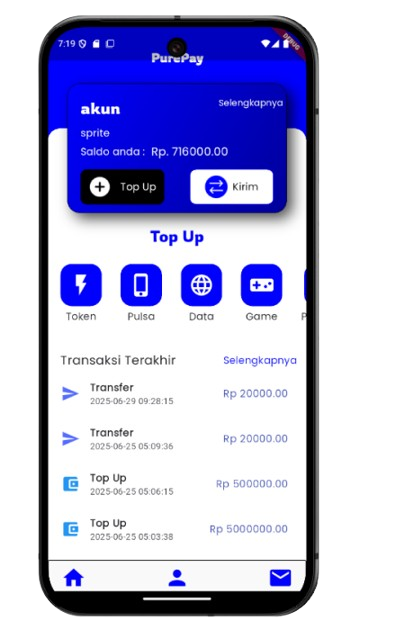 7:19
DEBUG
PurePay
akun
Selengkapnya
sprite
Saldo anda : Rp. 716000.00
Top Up
Kirim
Top Up
Token Pulsa Data Game P
Transaksi Terakhir Selengkapnya
Transfer
2025-06-29 09:28:15
Rp 20000.00
Transfer
2025-06-25 05:09:36
Rp 20000.00
Top Up
2025-06-25 05:06:15
Rp 500000.00
Top Up
2025-06-25 05:03:38
Rp 5000000.00